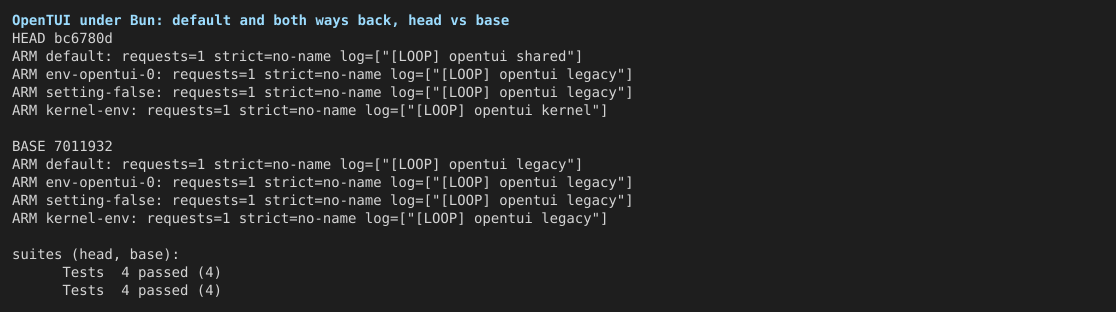 OpenTUI under Bun: default and both ways back, head vs base
HEAD bc6780d
ARM default: requests=1 strict=no-name log=["[LOOP] opentui shared"]
ARM env-opentui-0: requests=1 strict=no-name log=["[LOOP] opentui legacy"]
ARM setting-false: requests=1 strict=no-name log=["[LOOP] opentui legacy"]
ARM kernel-env: requests=1 strict=no-name log=["[LOOP] opentui kernel"]
BASE 7011932
ARM default: requests=1 strict=no-name log=["[LOOP] opentui legacy"]
ARM env-opentui-0: requests=1 strict=no-name log=["[LOOP] opentui legacy"]
ARM setting-false: requests=1 strict=no-name log=["[LOOP] opentui legacy"]
ARM kernel-env: requests=1 strict=no-name log=["[LOOP] opentui legacy"]
suites (head, base):
Tests  4 passed (4)
Tests  4 passed (4)